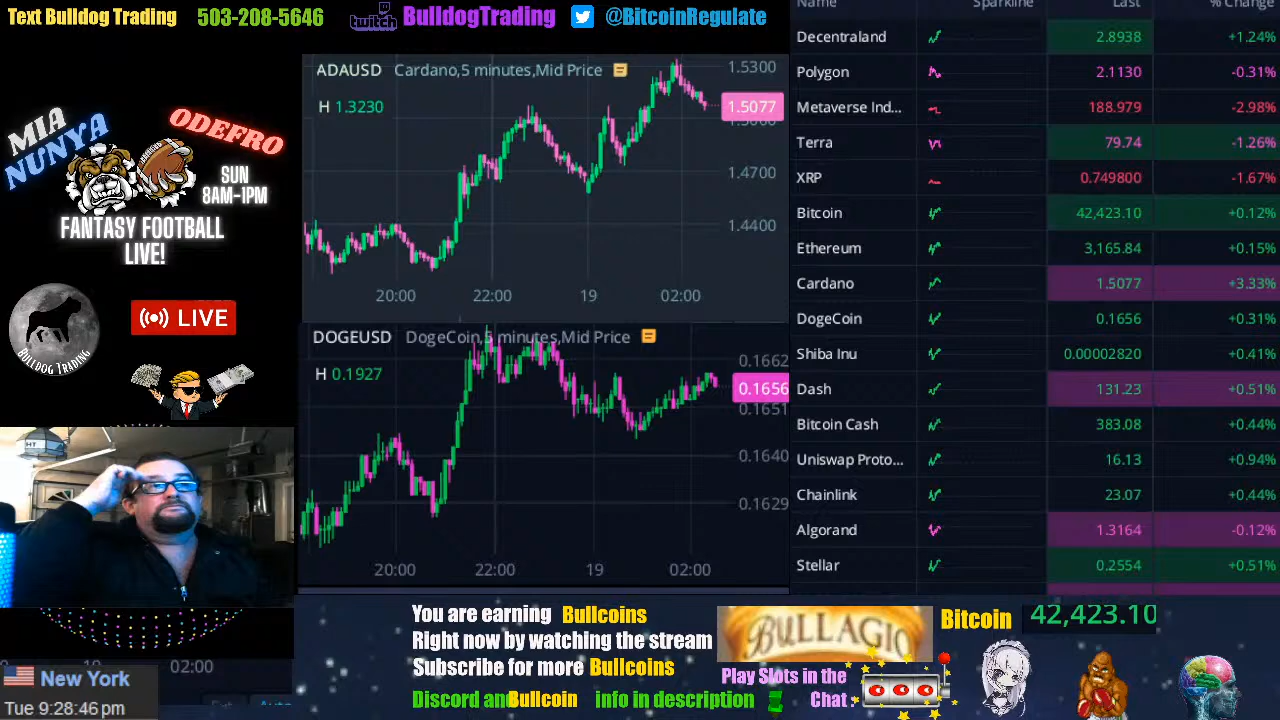 Text Bulldog Trading 503-208-5646 twitch BulldogTrading @BitcoinRegulate
MIA NUNYA
ODEFRO
SUN
8AM-1PM
FANTASY FOOTBALL
LIVE!
BULLDOG TRADING
LIVE
HT
ADAUSD Cardano,5 minutes,Mid Price
H 1.3230
1.5300
1.5077
1.4700
1.4400
20:00 22:00 19 02:00
DOGEUSD DogeCoin,5 minutes,Mid Price
H 0.1927
0.1662
0.1656
0.1651
0.1640
0.1629
20:00 22:00 19 02:00
Name Sparkline Last % Change
Decentraland 2.8938 +1.24%
Polygon 2.1130 -0.31%
Metaverse Ind... 188.979 -2.98%
Terra 79.74 -1.26%
XRP 0.749800 -1.67%
Bitcoin 42,423.10 +0.12%
Ethereum 3,165.84 +0.15%
Cardano 1.5077 +3.33%
DogeCoin 0.1656 +0.31%
Shiba Inu 0.00002820 +0.41%
Dash 131.23 +0.51%
Bitcoin Cash 383.08 +0.44%
Uniswap Proto... 16.13 +0.94%
Chainlink 23.07 +0.44%
Algorand 1.3164 -0.12%
Stellar 0.2554 +0.51%
You are earning Bullcoins
Right now by watching the stream
Subscribe for more Bullcoins
Discord and Bullcoin info in description
BULLAGIO
Play Slots in the
Chat
Bitcoin 42,423.10
19 02:00
New York
Tue 9:28:46 pm